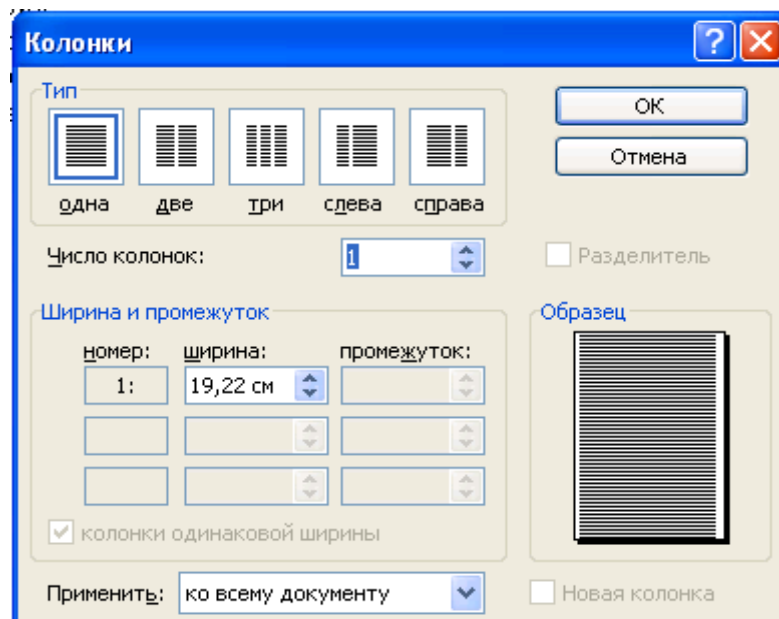 Колонки
Тип
одна две три слева справа
ОК
Отмена
Число колонок: 1
Разделитель
Ширина и промежуток
номер: ширина: промежуток:
1: 19,22 см
колонки одинаковой ширины
Образец
Применить: ко всему документу
Новая колонка